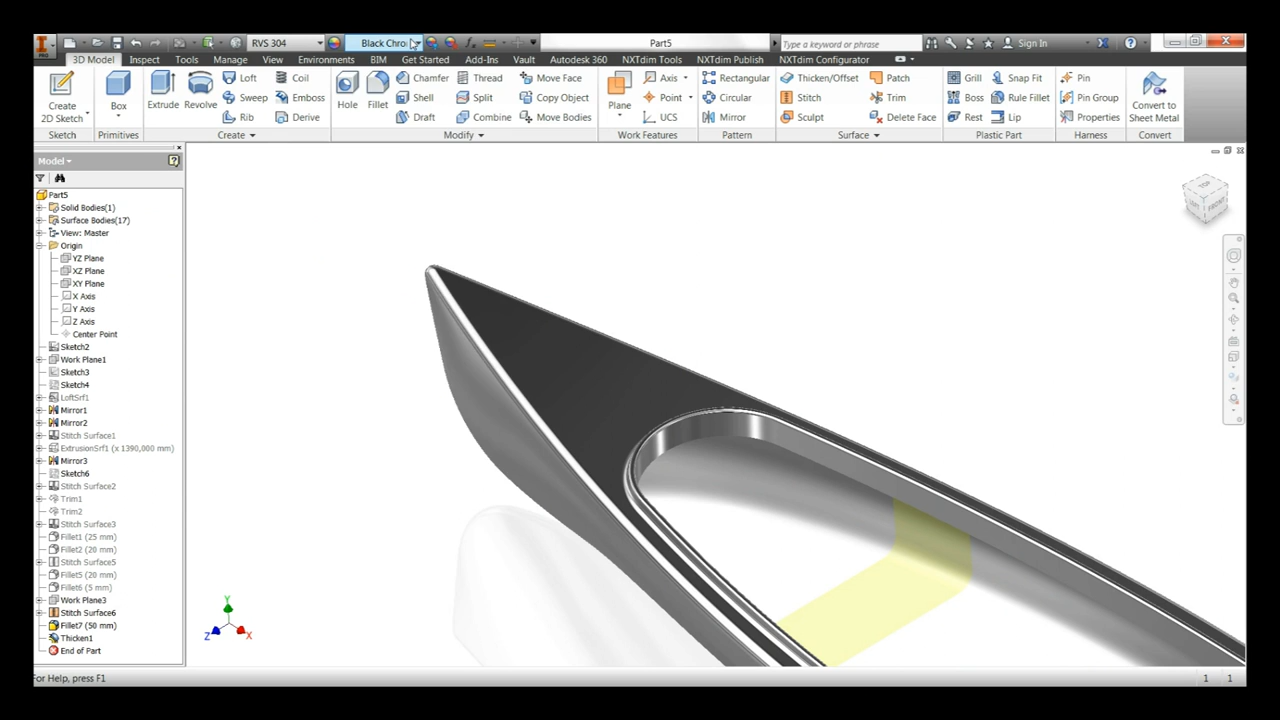 PRO RVS 304 Black Chro Part5 Type a keyword or phrase Sign In
3D Model Inspect Tools Manage View Environments BIM Get Started Add-Ins Vault Autodesk 360 NXTdim Tools NXTdim Publish NXTdim Configurator
Create 2D Sketch Box Extrude Revolve Loft Coil Hole Fillet Chamfer Thread Move Face Plane Axis Rectangular Thicken/Offset Patch Grill Snap Fit Pin Convert to Sheet Metal
Sweep Emboss Shell Split Copy Object Point Circular Stitch Trim Boss Rule Fillet Pin Group
Rib Derive Draft Combine Move Bodies UCS Mirror Sculpt Delete Face Rest Lip Properties
Sketch Primitives Create Modify Work Features Pattern Surface Plastic Part Harness Convert
Model
Part5
Solid Bodies(1)
Surface Bodies(17)
View: Master
Origin
YZ Plane
XZ Plane
XY Plane
X Axis
Y Axis
Z Axis
Center Point
Sketch2
Work Plane1
Sketch3
Sketch4
LoftSrf1
Mirror1
Mirror2
Stitch Surface1
ExtrusionSrf1 (x 1390,000 mm)
Mirror3
Sketch6
Stitch Surface2
Trim1
Trim2
Stitch Surface3
Fillet1 (25 mm)
Fillet2 (20 mm)
Stitch Surface5
Fillet5 (20 mm)
Fillet6 (5 mm)
Work Plane3
Stitch Surface6
Fillet7 (50 mm)
Thicken1
End of Part
TOP
FRONT
Y
Z X
For Help, press F1 1 1